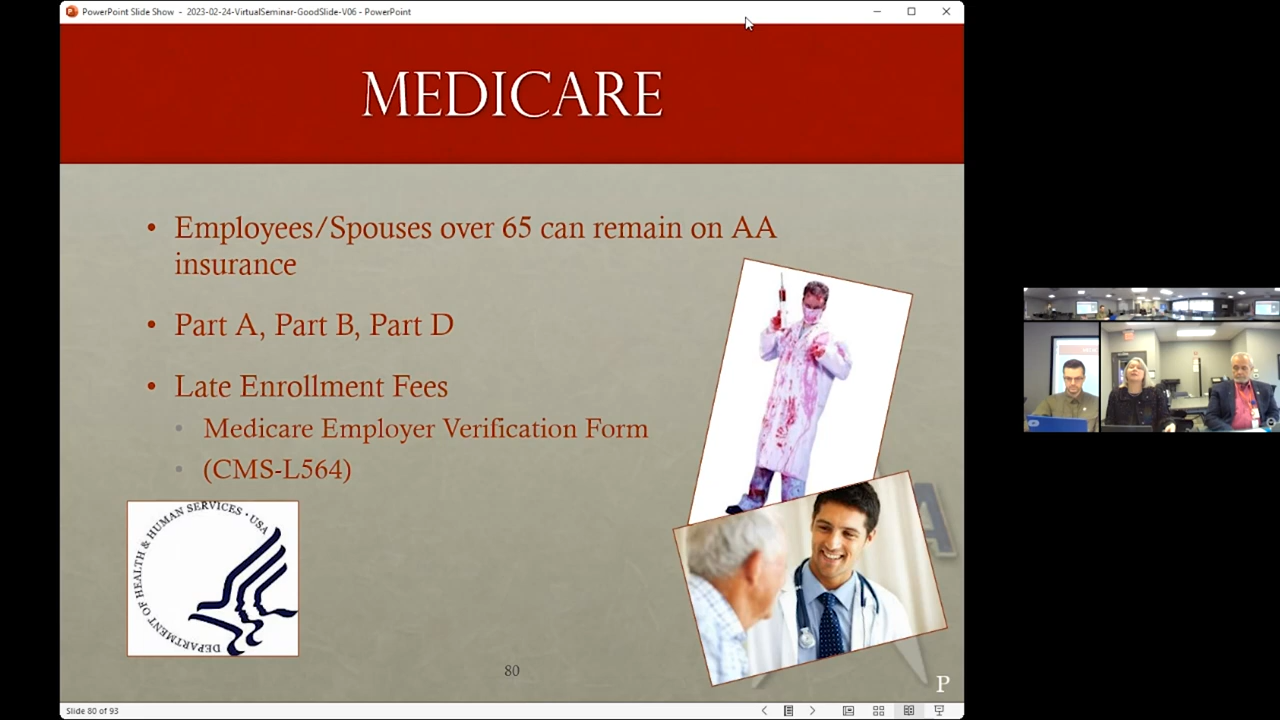 PowerPoint Slide Show - 2023-02-24-VirtualSeminar-GoodSlide-V06 - PowerPoint
MEDICARE
• Employees/Spouses over 65 can remain on AA
insurance
• Part A, Part B, Part D
• Late Enrollment Fees
• Medicare Employer Verification Form
• (CMS-L564)
DEPARTMENT OF HEALTH & HUMAN SERVICES • USA
80
P
Slide 80 of 93